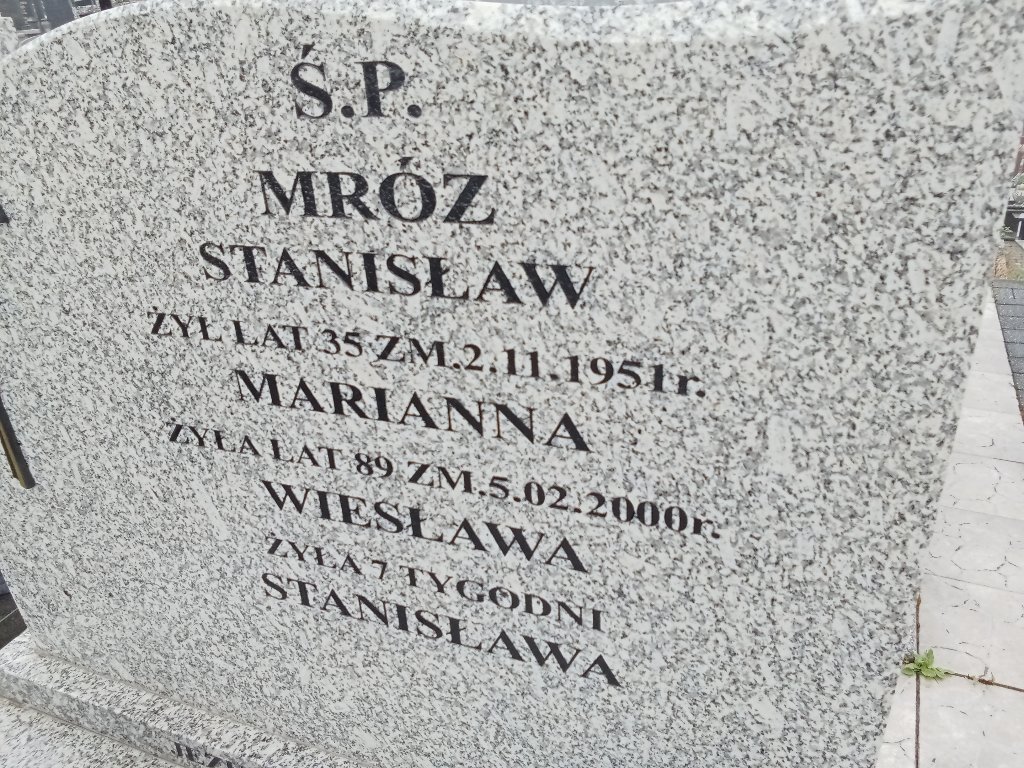 Ś.P.
MRÓZ
STANISŁAW
ŻYŁ LAT 35 ZM.2.11.1951r.
MARIANNA
ŻYŁA LAT 89 ZM.5.02.2000r.
WIESŁAWA
ŻYŁA 7 TYGODNI
STANISŁAWA